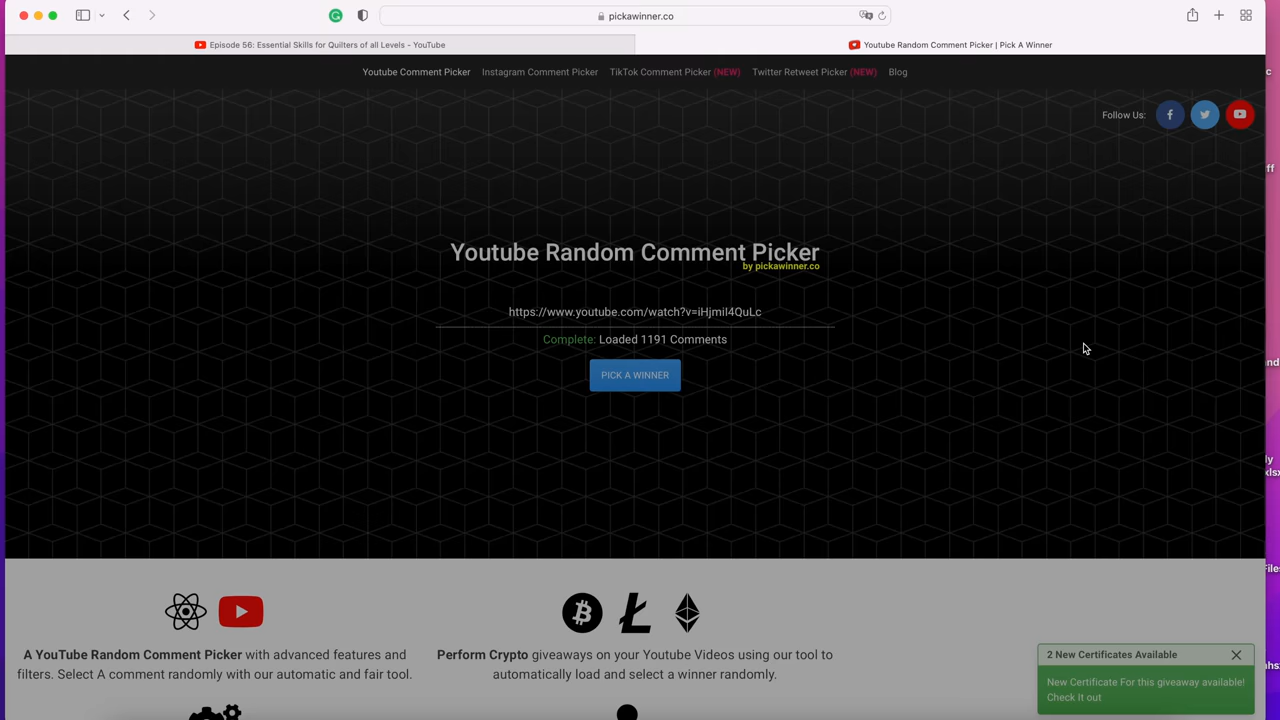 pickawinner.co
Episode 56: Essential Skills for Quilters of all Levels - YouTube
Youtube Random Comment Picker | Pick A Winner
Youtube Comment Picker
Instagram Comment Picker
TikTok Comment Picker (NEW)
Twitter Retweet Picker (NEW)
Blog
Follow Us:
Youtube Random Comment Picker
by pickawinner.co
https://www.youtube.com/watch?v=iHjmiI4QuLc
Complete: Loaded 1191 Comments
PICK A WINNER
A YouTube Random Comment Picker with advanced features and
filters. Select A comment randomly with our automatic and fair tool.
Perform Crypto giveaways on your Youtube Videos using our tool to
automatically load and select a winner randomly.
2 New Certificates Available
New Certificate For this giveaway available!
Check It out